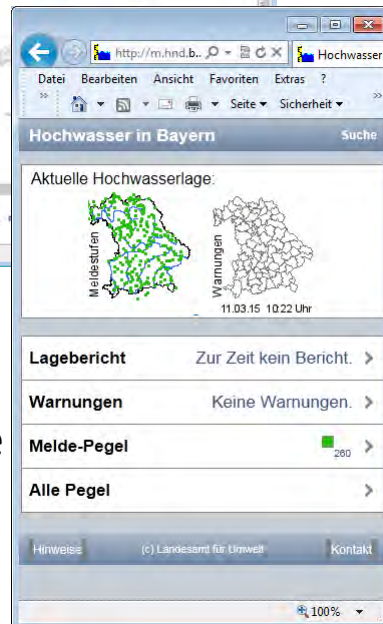 http://m.hnd.b..
Hochwasser
Datei Bearbeiten Ansicht Favoriten Extras ?
Seite Sicherheit
Hochwasser in Bayern Suche
Aktuelle Hochwasserlage:
Meldestufen
Warnungen
11.03.15 10:22 Uhr
Lagebericht Zur Zeit kein Bericht. >
Warnungen Keine Warnungen. >
Melde-Pegel 260 >
Alle Pegel >
Hinweise (c) Landesamt für Umwelt Kontakt
100%